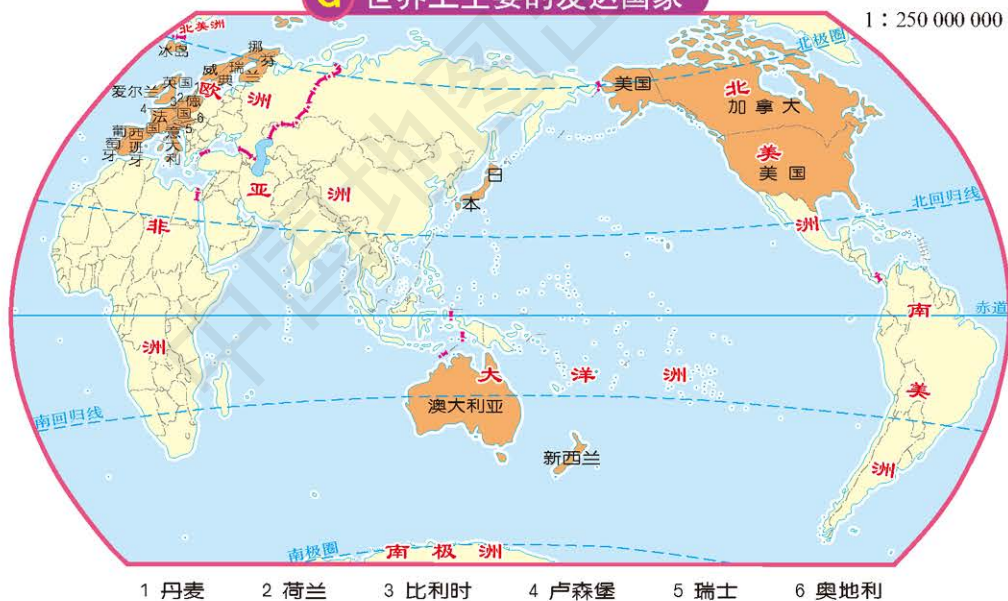 G 世界上主要的发达国家
1：250 000 000
北美洲
冰岛
挪威
瑞典
芬兰
北极圈
美国
北美洲
加拿大
爱尔兰
英国
欧洲
1
2
3
4
德国
法国
6
5
葡萄牙
西班牙
意大利
美国
日本
亚洲
北回归线
非洲
南美洲
赤道
大洋洲
澳大利亚
南回归线
新西兰
南极圈
南极洲
1 丹麦 2 荷兰 3 比利时 4 卢森堡 5 瑞士 6 奥地利